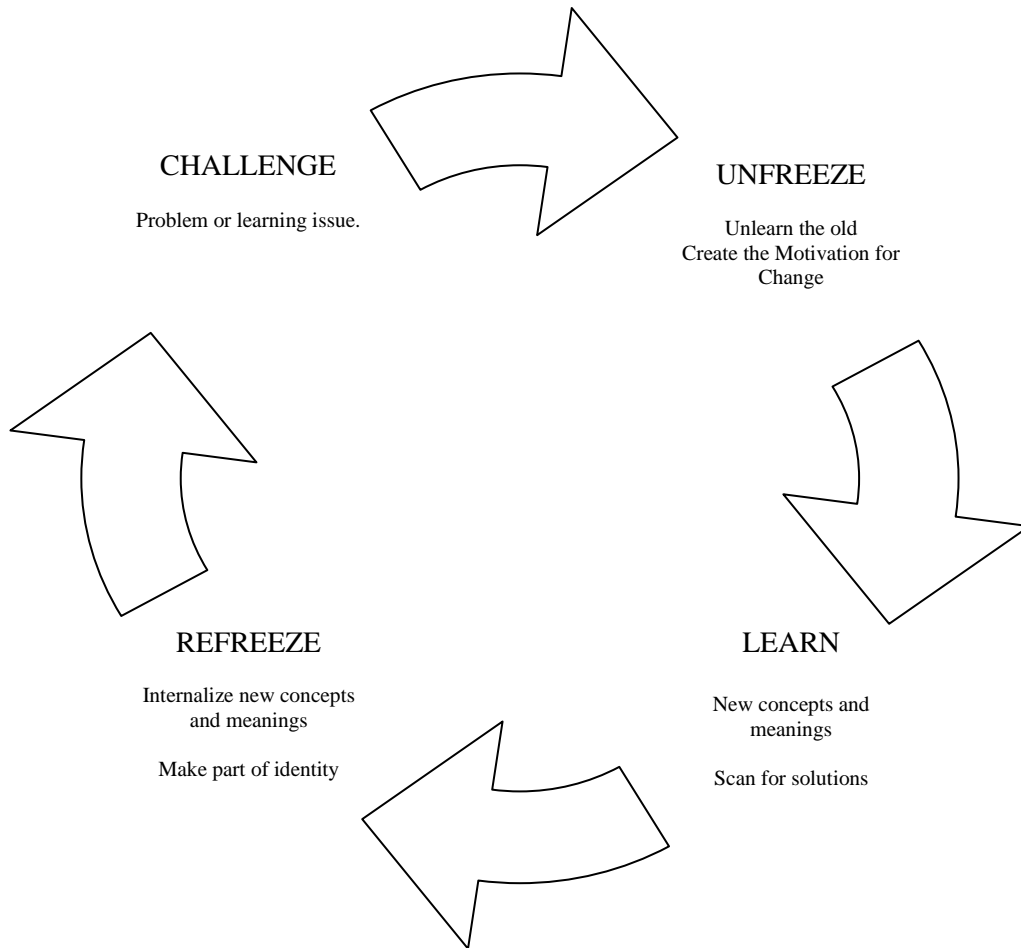 CHALLENGE
Problem or learning issue.
UNFREEZE
Unlearn the old
Create the Motivation for
Change
REFREEZE
Internalize new concepts
and meanings
Make part of identity
LEARN
New concepts and
meanings
Scan for solutions